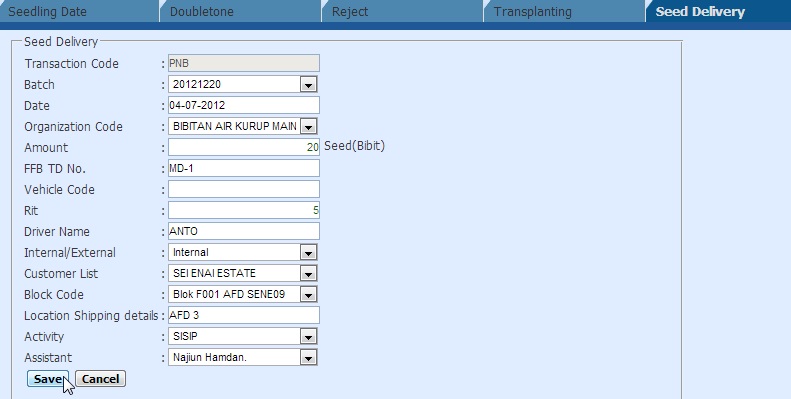 Seedling Date Doubletone Reject Transplanting Seed Delivery
Seed Delivery
Transaction Code : PNB
Batch : 20121220
Date : 04-07-2012
Organization Code : BIBITAN AIR KURUP MAIN
Amount : 20 Seed(Bibit)
FFB TD No. : MD-1
Vehicle Code :
Rit : 5
Driver Name : ANTO
Internal/External : Internal
Customer List : SEI ENAI ESTATE
Block Code : Blok F001 AFD SENE09
Location Shipping details : AFD 3
Activity : SISIP
Assistant : Najiun Hamdan.
Save Cancel